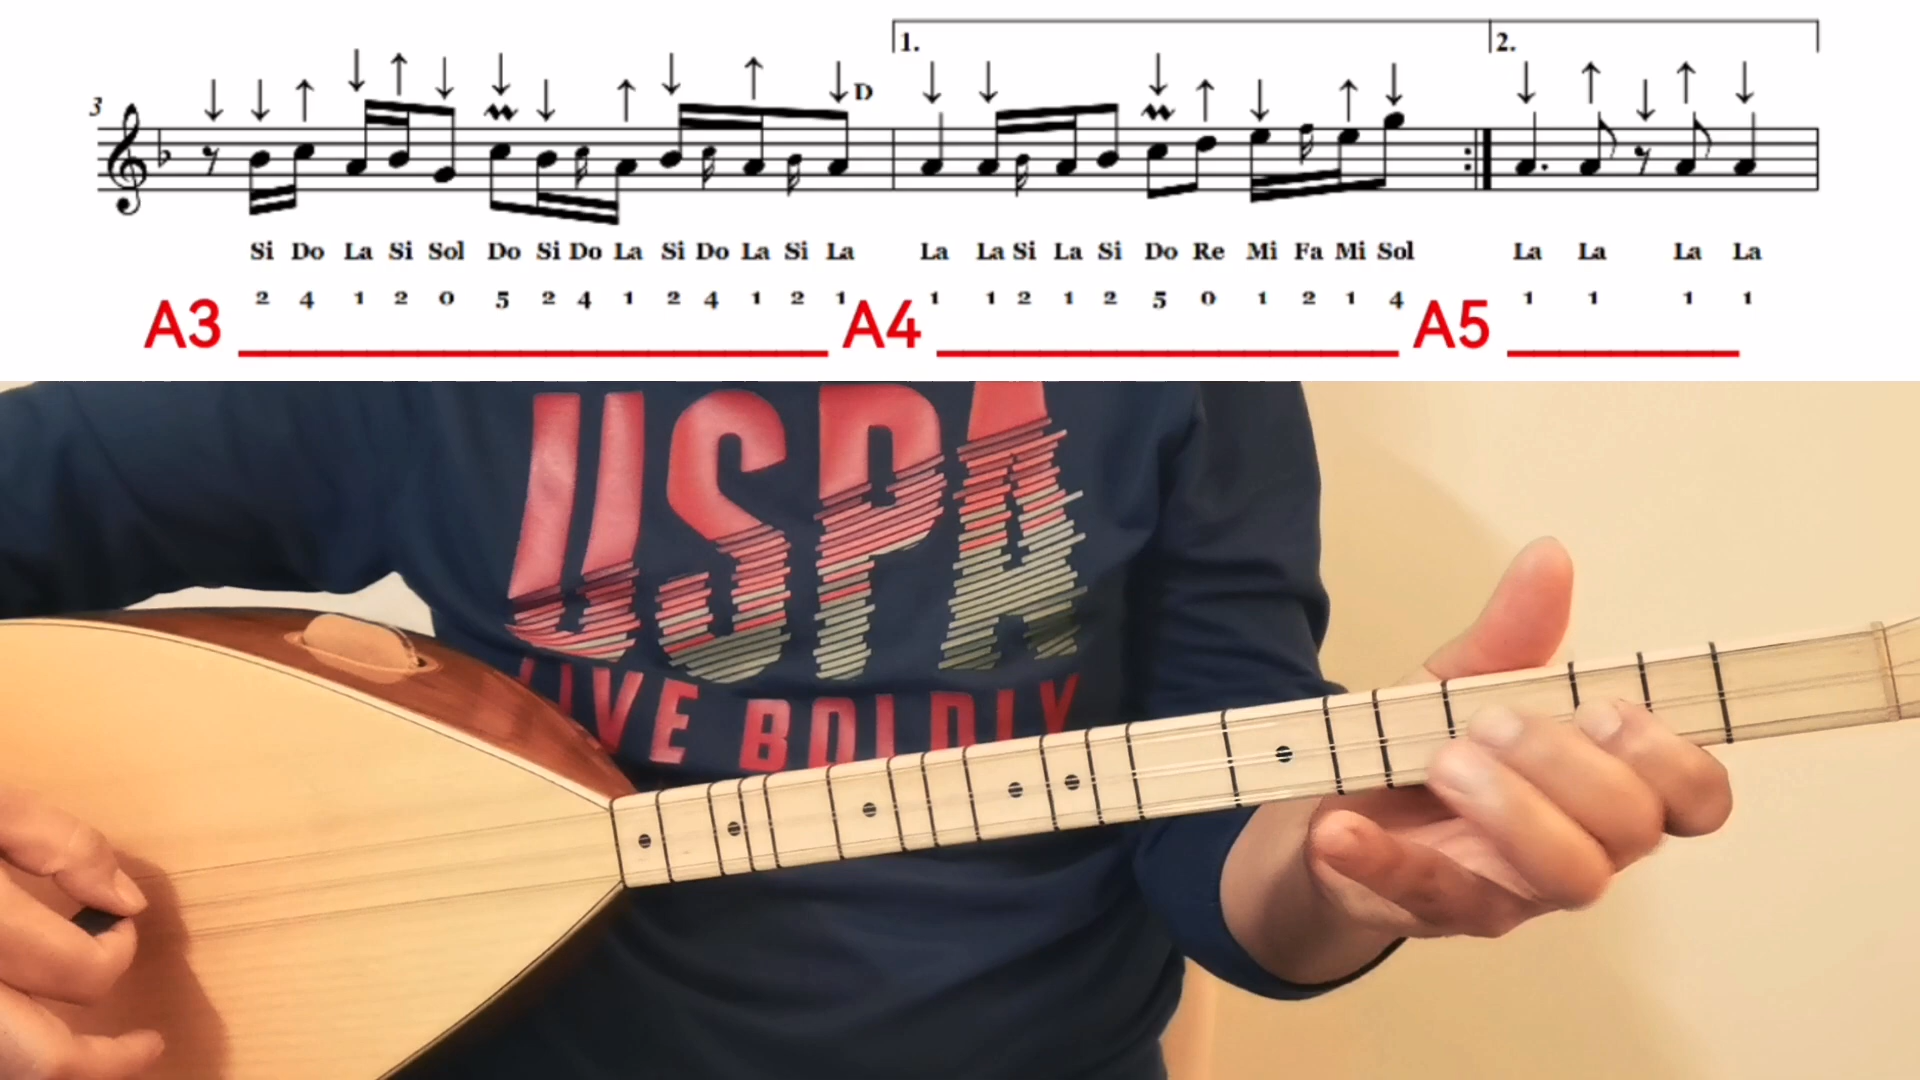 1. 2.
3
D
Si Do La Si Sol Do Si Do La Si Do La Si La La La Si La Si Do Re Mi Fa Mi Sol La La La La
2 4 1 2 0 5 2 4 1 2 4 1 2 1 1 1 2 1 2 5 0 1 2 1 4 1 1 1 1
A3 A4 A5
USPA
LIVE BOLDLY